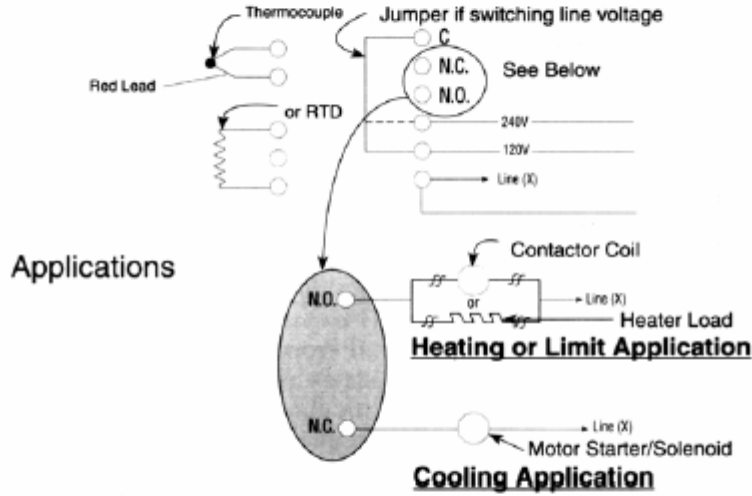 Thermocouple
Jumper if switching line voltage
C
N.C.
See Below
Red Lead
N.O.
or RTD
240V
120V
Line (X)
Contactor Coil
Applications
N.O.
or
Line (X)
Heater Load
Heating or Limit Application
N.C.
Line (X)
Motor Starter/Solenoid
Cooling Application